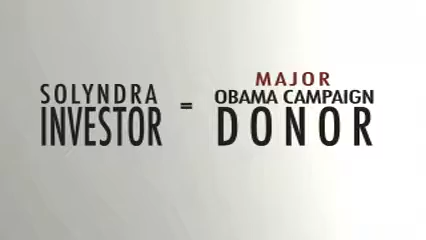 SOLYNDRA
INVESTOR
=
MAJOR
OBAMA CAMPAIGN
DONOR